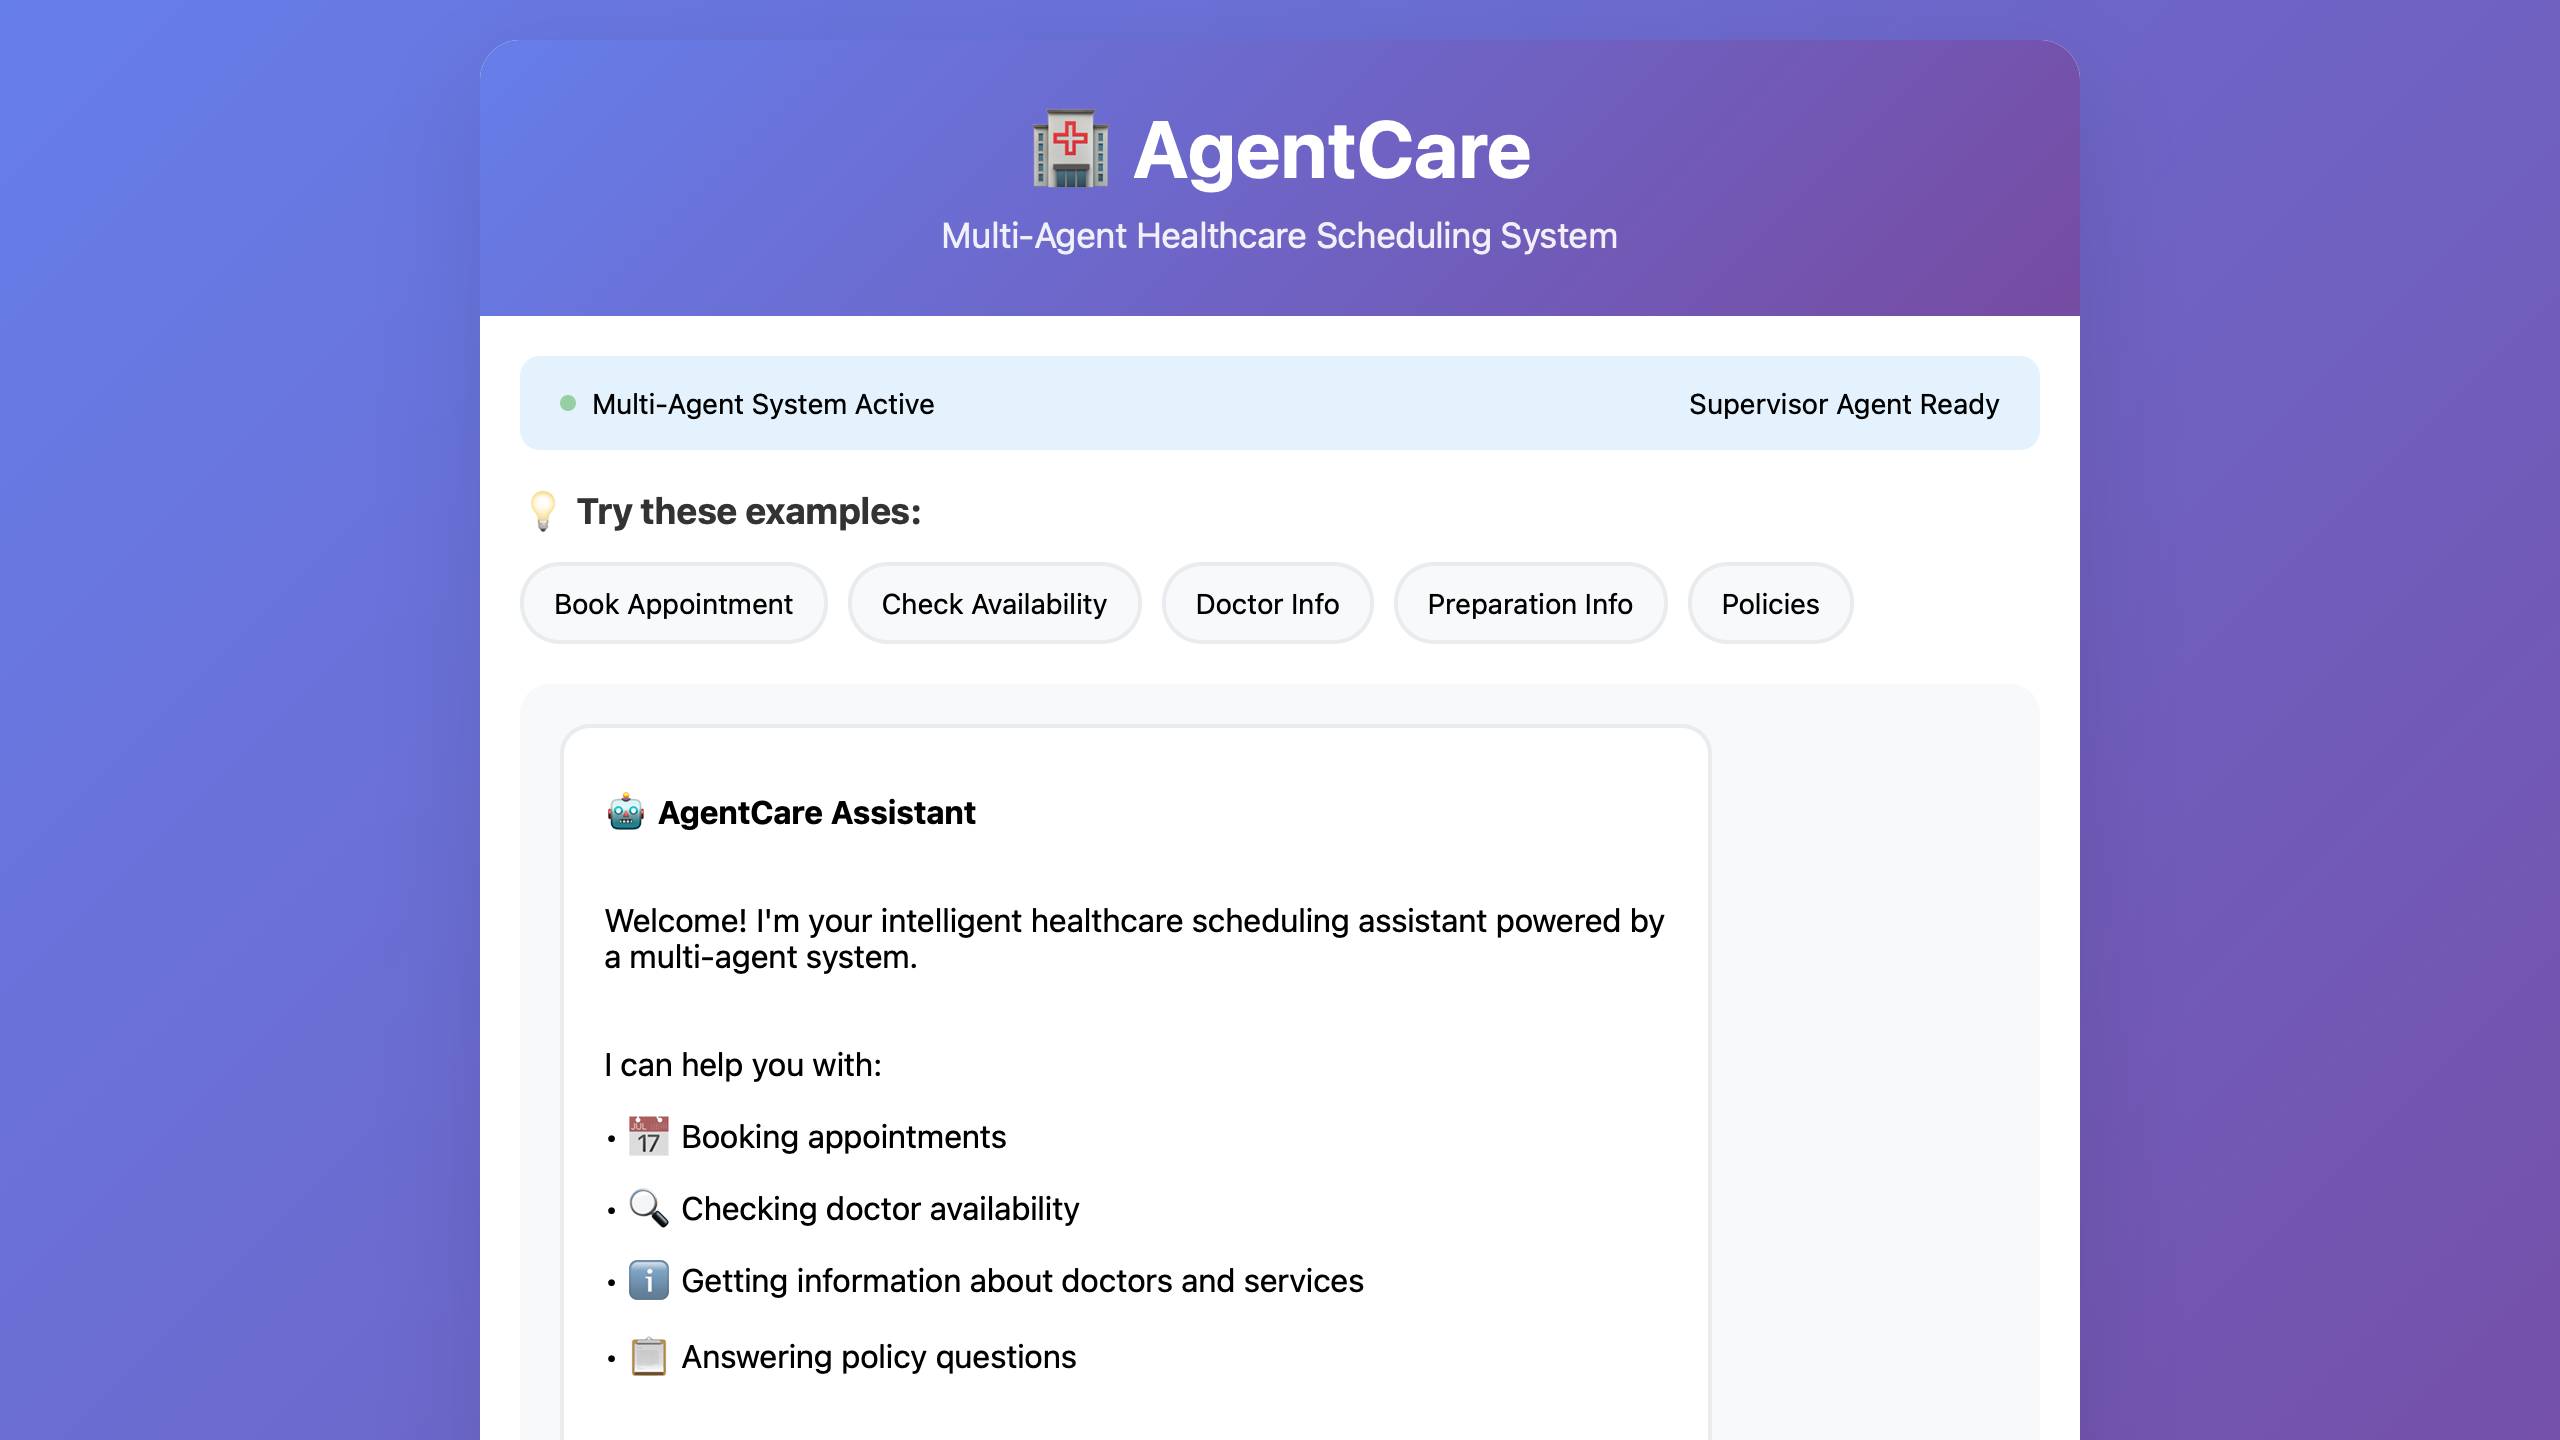 AgentCare
Multi-Agent Healthcare Scheduling System
Multi-Agent System Active
Supervisor Agent Ready
Try these examples:
Book Appointment
Check Availability
Doctor Info
Preparation Info
Policies
AgentCare Assistant
Welcome! I'm your intelligent healthcare scheduling assistant powered by
a multi-agent system.
I can help you with:
• JUL 17 Booking appointments
• Checking doctor availability
• Getting information about doctors and services
• Answering policy questions